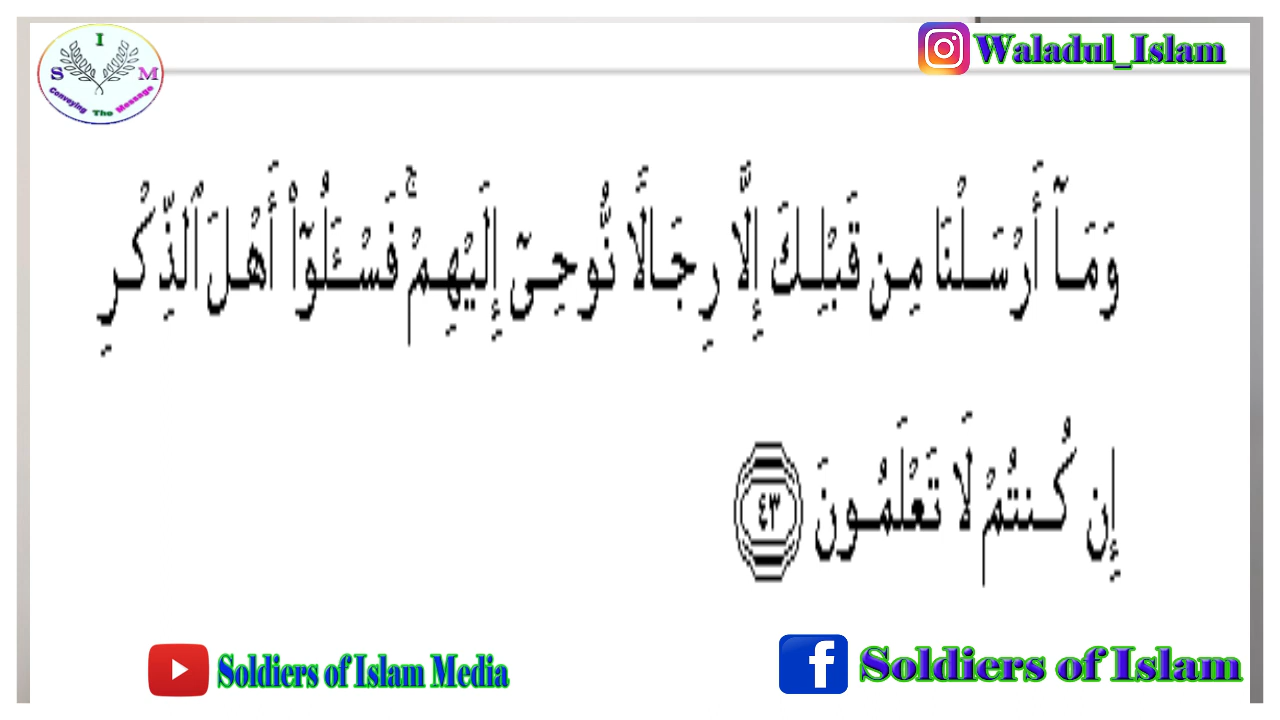 I
S M
Conveying The Message
Waladul_Islam
وَمَآ أَرْسَلْنَا مِن قَبْلِكَ إِلَّا رِجَالًا نُّوحِىٓ إِلَيْهِمْ ۚ فَسْـَٔلُوٓا۟ أَهْلَ ٱلذِّكْرِ
إِن كُنتُمْ لَا تَعْلَمُونَ ٤٣
Soldiers of Islam Media
Soldiers of Islam